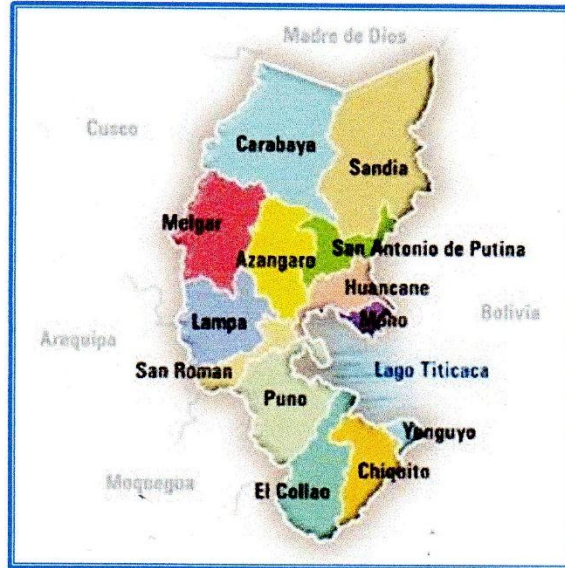 Madre de Dios
Cusco
Carabaya
Sandia
Melgar
San Antonio de Putina
Azangaro
Huancane
Bolivia
Lampa
Moho
Arequipa
San Roman
Lago Titicaca
Puno
Yunguyo
Chiquito
Moquegua
El Collao